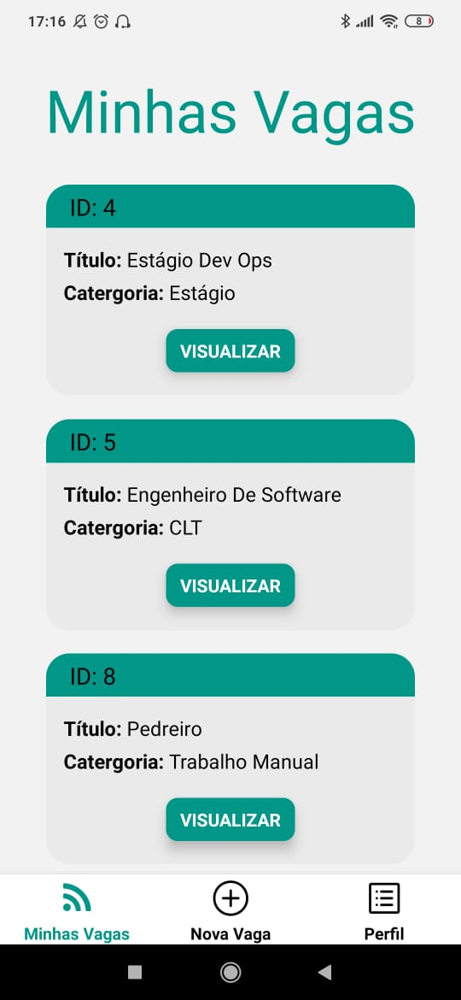 17:16
8
Minhas Vagas
ID: 4
Título: Estágio Dev Ops
Catergoria: Estágio
VISUALIZAR
ID: 5
Título: Engenheiro De Software
Catergoria: CLT
VISUALIZAR
ID: 8
Título: Pedreiro
Catergoria: Trabalho Manual
VISUALIZAR
Minhas Vagas
Nova Vaga
Perfil